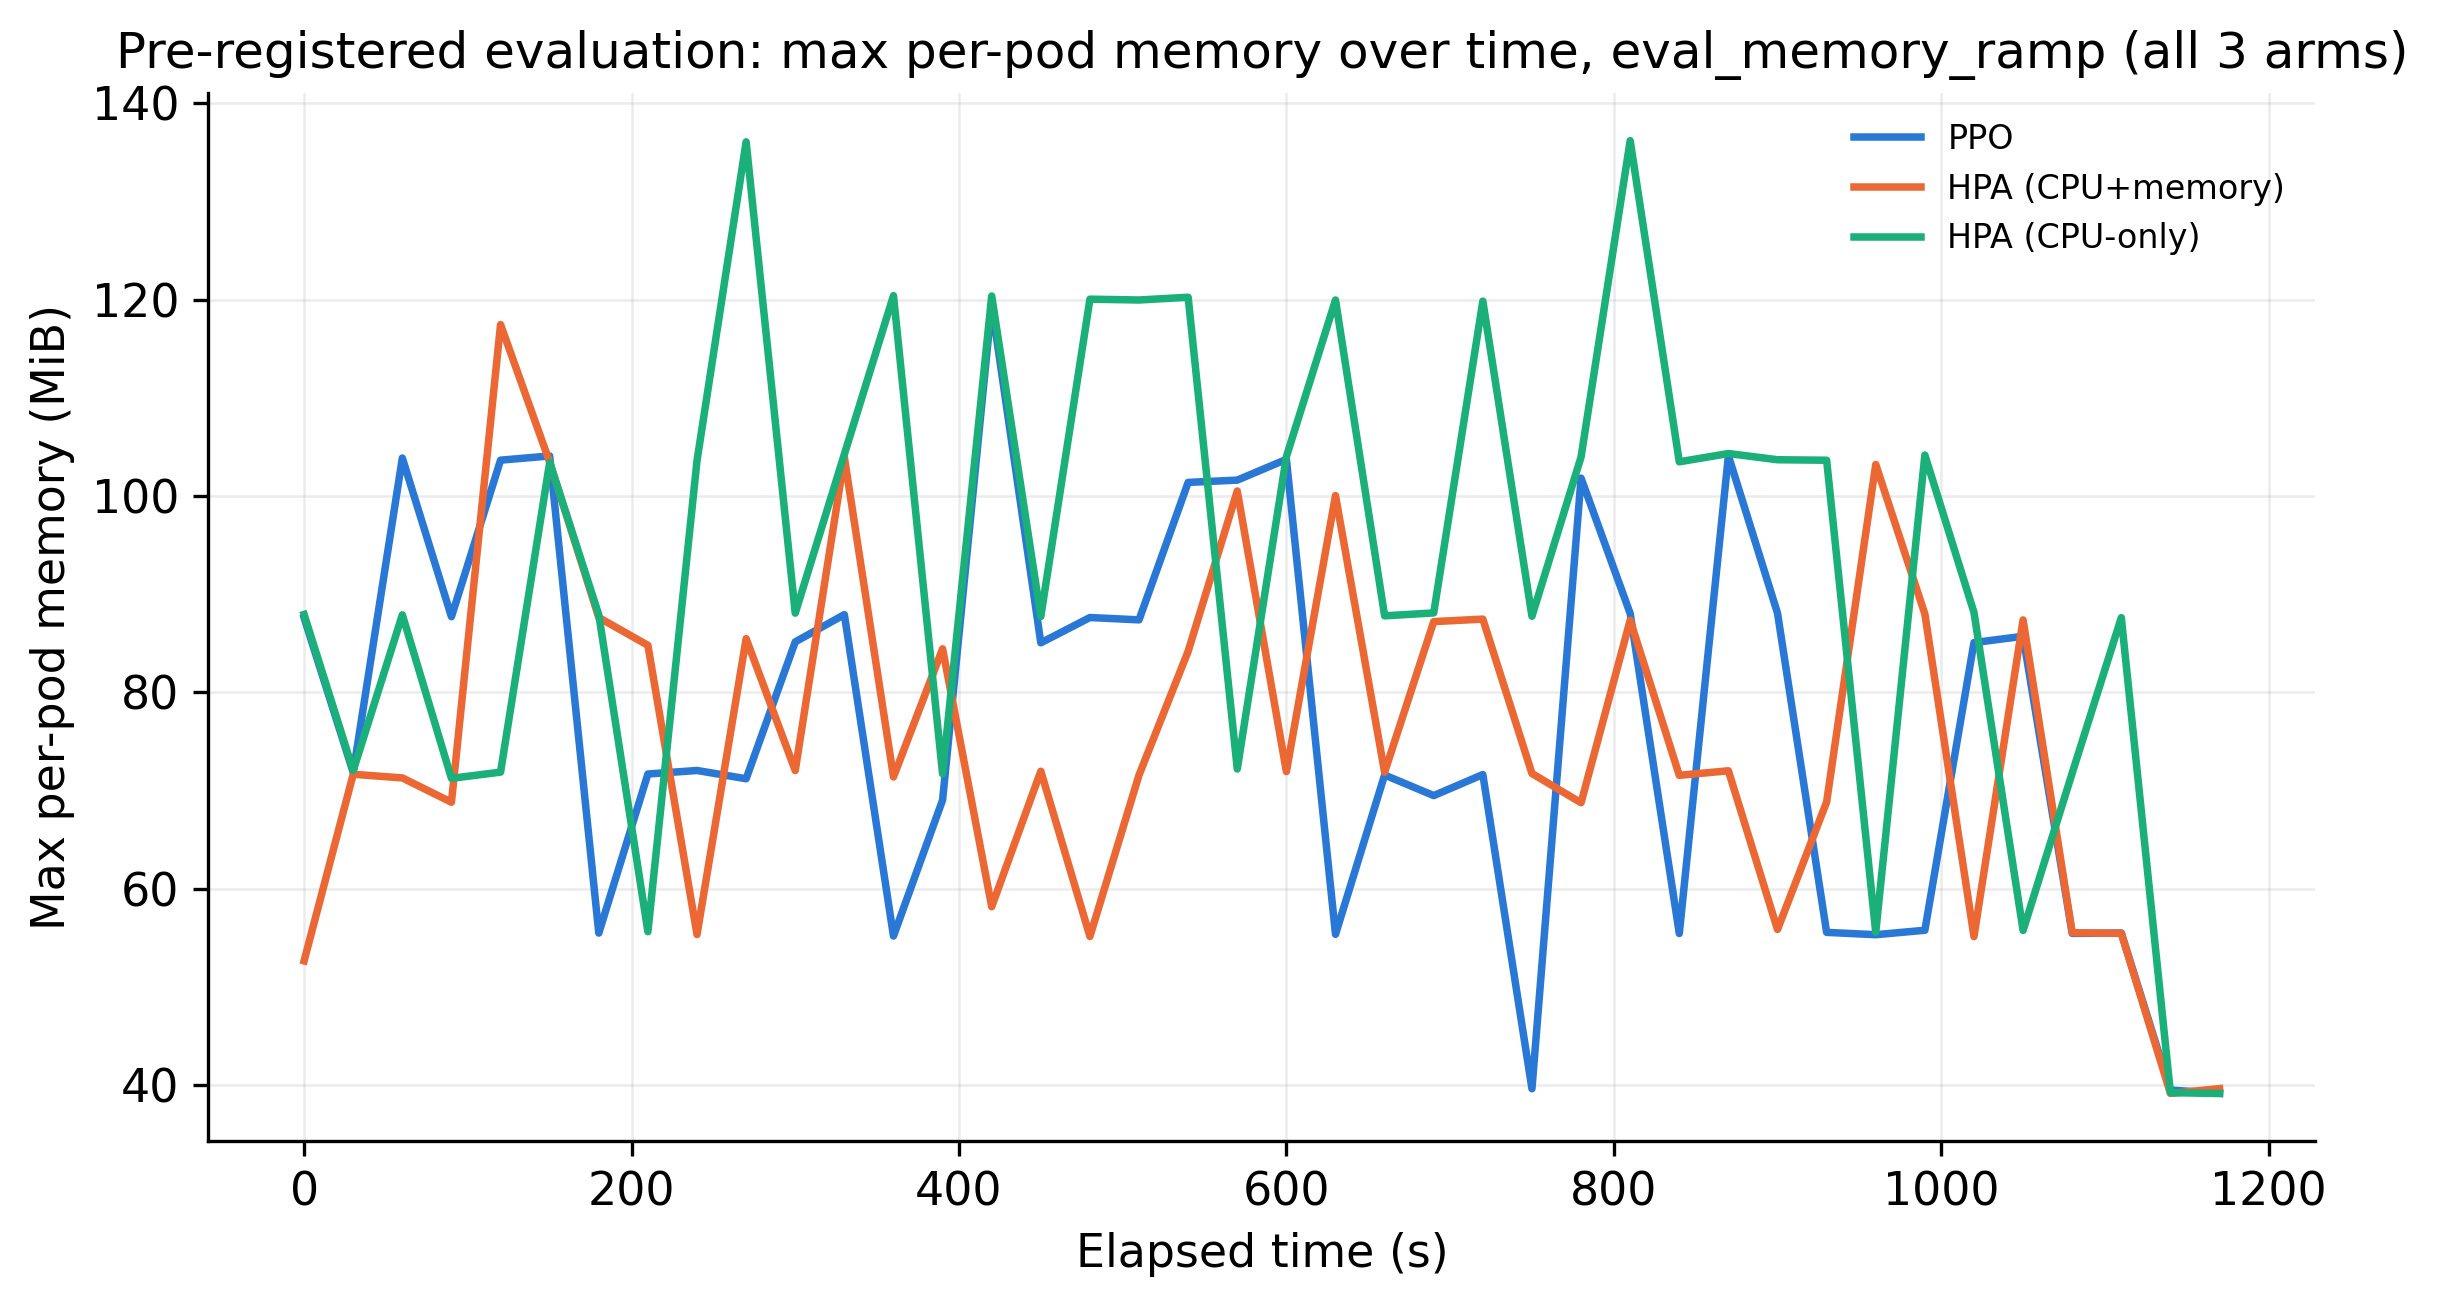 Pre-registered evaluation: max per-pod memory over time, eval_memory_ramp (all 3 arms)
PPO
HPA (CPU+memory)
HPA (CPU-only)
Max per-pod memory (MiB)
140
120
100
80
60
40
0
200
400
600
800
1000
1200
Elapsed time (s)